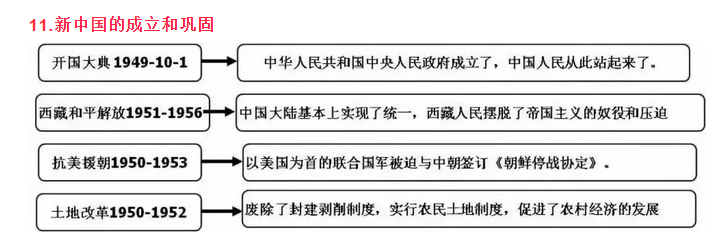 11.新中国的成立和巩固
开国大典 1949-10-1
中华人民共和国中央人民政府成立了，中国人民从此站起来了。
西藏和平解放1951-1956
中国大陆基本上实现了统一，西藏人民摆脱了帝国主义的奴役和压迫
抗美援朝1950-1953
以美国为首的联合国军被迫与中朝签订《朝鲜停战协定》。
土地改革1950-1952
废除了封建剥削制度，实行农民土地制度，促进了农村经济的发展